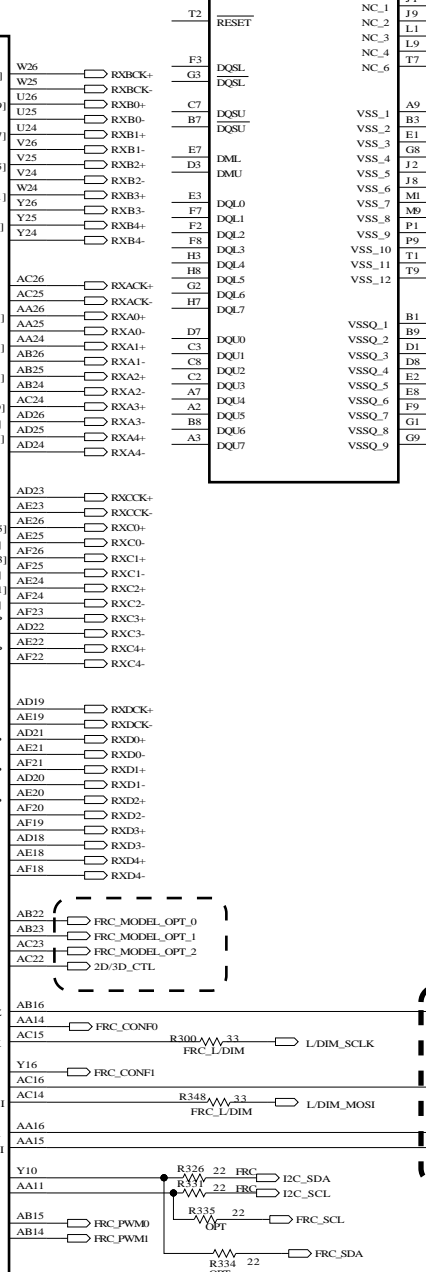 T2 RESET
F3 DQSL
G3 DQSL
C7 DQSU
B7 DQSU
E7 DML
D3 DMU
E3 DQL0
F7 DQL1
F2 DQL2
F8 DQL3
H3 DQL4
H8 DQL5
G2 DQL6
H7 DQL7
D7 DQU0
C3 DQU1
C8 DQU2
C2 DQU3
A7 DQU4
A2 DQU5
B8 DQU6
A3 DQU7
NC_1
NC_2 J9
NC_3 L1
NC_4 L9
NC_6 T7
VSS_1 A9
VSS_2 B3
VSS_3 E1
VSS_4 G8
VSS_5 J2
VSS_6 J8
VSS_7 M1
VSS_8 M9
VSS_9 P1
VSS_10 P9
VSS_11 T1
VSS_12 T9
VSSQ_1 B1
VSSQ_2 B9
VSSQ_3 D1
VSSQ_4 D8
VSSQ_5 E2
VSSQ_6 E8
VSSQ_7 F9
VSSQ_8 G1
VSSQ_9 G9
W26 RXBCK+
W25 RXBCK-
U26 RXB0+
U25 RXB0-
U24 RXB1+
V26 RXB1-
V25 RXB2+
V24 RXB2-
W24 RXB3+
Y26 RXB3-
Y25 RXB4+
Y24 RXB4-
AC26 RXACK+
AC25 RXACK-
AA26 RXA0+
AA25 RXA0-
AA24 RXA1+
AB26 RXA1-
AB25 RXA2+
AB24 RXA2-
AC24 RXA3+
AD26 RXA3-
AD25 RXA4+
AD24 RXA4-
AD23 RXCCK+
AE23 RXCCK-
AE26 RXC0+
AE25 RXC0-
AF26 RXC1+
AF25 RXC1-
AE24 RXC2+
AF24 RXC2-
AF23 RXC3+
AD22 RXC3-
AE22 RXC4+
AF22 RXC4-
AD19 RXDCK+
AE19 RXDCK-
AD21 RXD0+
AE21 RXD0-
AF21 RXD1+
AD20 RXD1-
AE20 RXD2+
AF20 RXD2-
AF19 RXD3+
AD18 RXD3-
AE18 RXD4+
AF18 RXD4-
AB22 FRC_MODEL_OPT_0
AB23 FRC_MODEL_OPT_1
AC23 FRC_MODEL_OPT_2
AC22 2D/3D_CTL
AB16
AA14 FRC_CONF0
AC15 R300 33 L/DIM_SCLK
FRC_L/DIM
Y16 FRC_CONF1
AC16
AC14 R348 33 L/DIM_MOSI
FRC_L/DIM
AA16
AA15
Y10 R326 22 FRC I2C_SDA
AA11 R331 22 FRC I2C_SCL
R335 22 FRC_SCL
OPT
AB15 FRC_PWM0
AB14 FRC_PWM1
R334 22 FRC_SDA